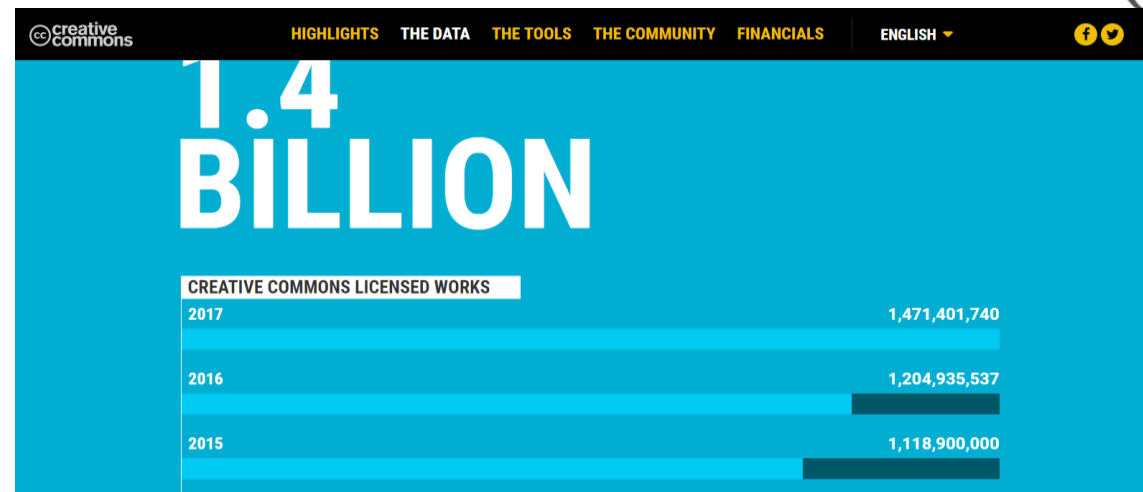 cc creative commons HIGHLIGHTS THE DATA THE TOOLS THE COMMUNITY FINANCIALS ENGLISH
1.4
BILLION
CREATIVE COMMONS LICENSED WORKS
2017 1,471,401,740
2016 1,204,935,537
2015 1,118,900,000